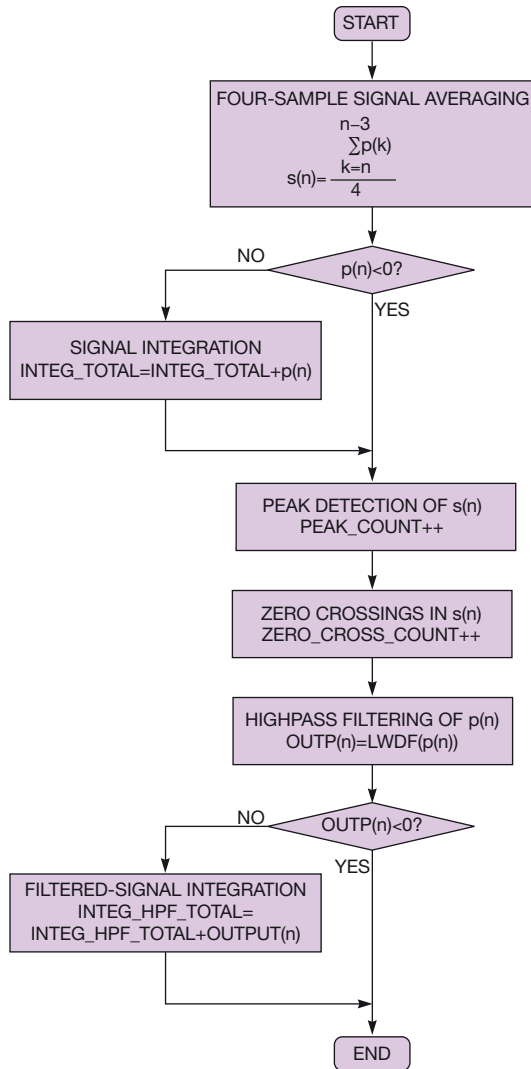 START
FOUR-SAMPLE SIGNAL AVERAGING
n–3
∑p(k)
k=n
s(n)=
4
p(n)<0?
NO
YES
SIGNAL INTEGRATION
INTEG_TOTAL=INTEG_TOTAL+p(n)
PEAK DETECTION OF s(n)
PEAK_COUNT++
ZERO CROSSINGS IN s(n)
ZERO_CROSS_COUNT++
HIGHPASS FILTERING OF p(n)
OUTP(n)=LWDF(p(n))
OUTP(n)<0?
NO
YES
FILTERED-SIGNAL INTEGRATION
INTEG_HPF_TOTAL=
INTEG_HPF_TOTAL+OUTPUT(n)
END